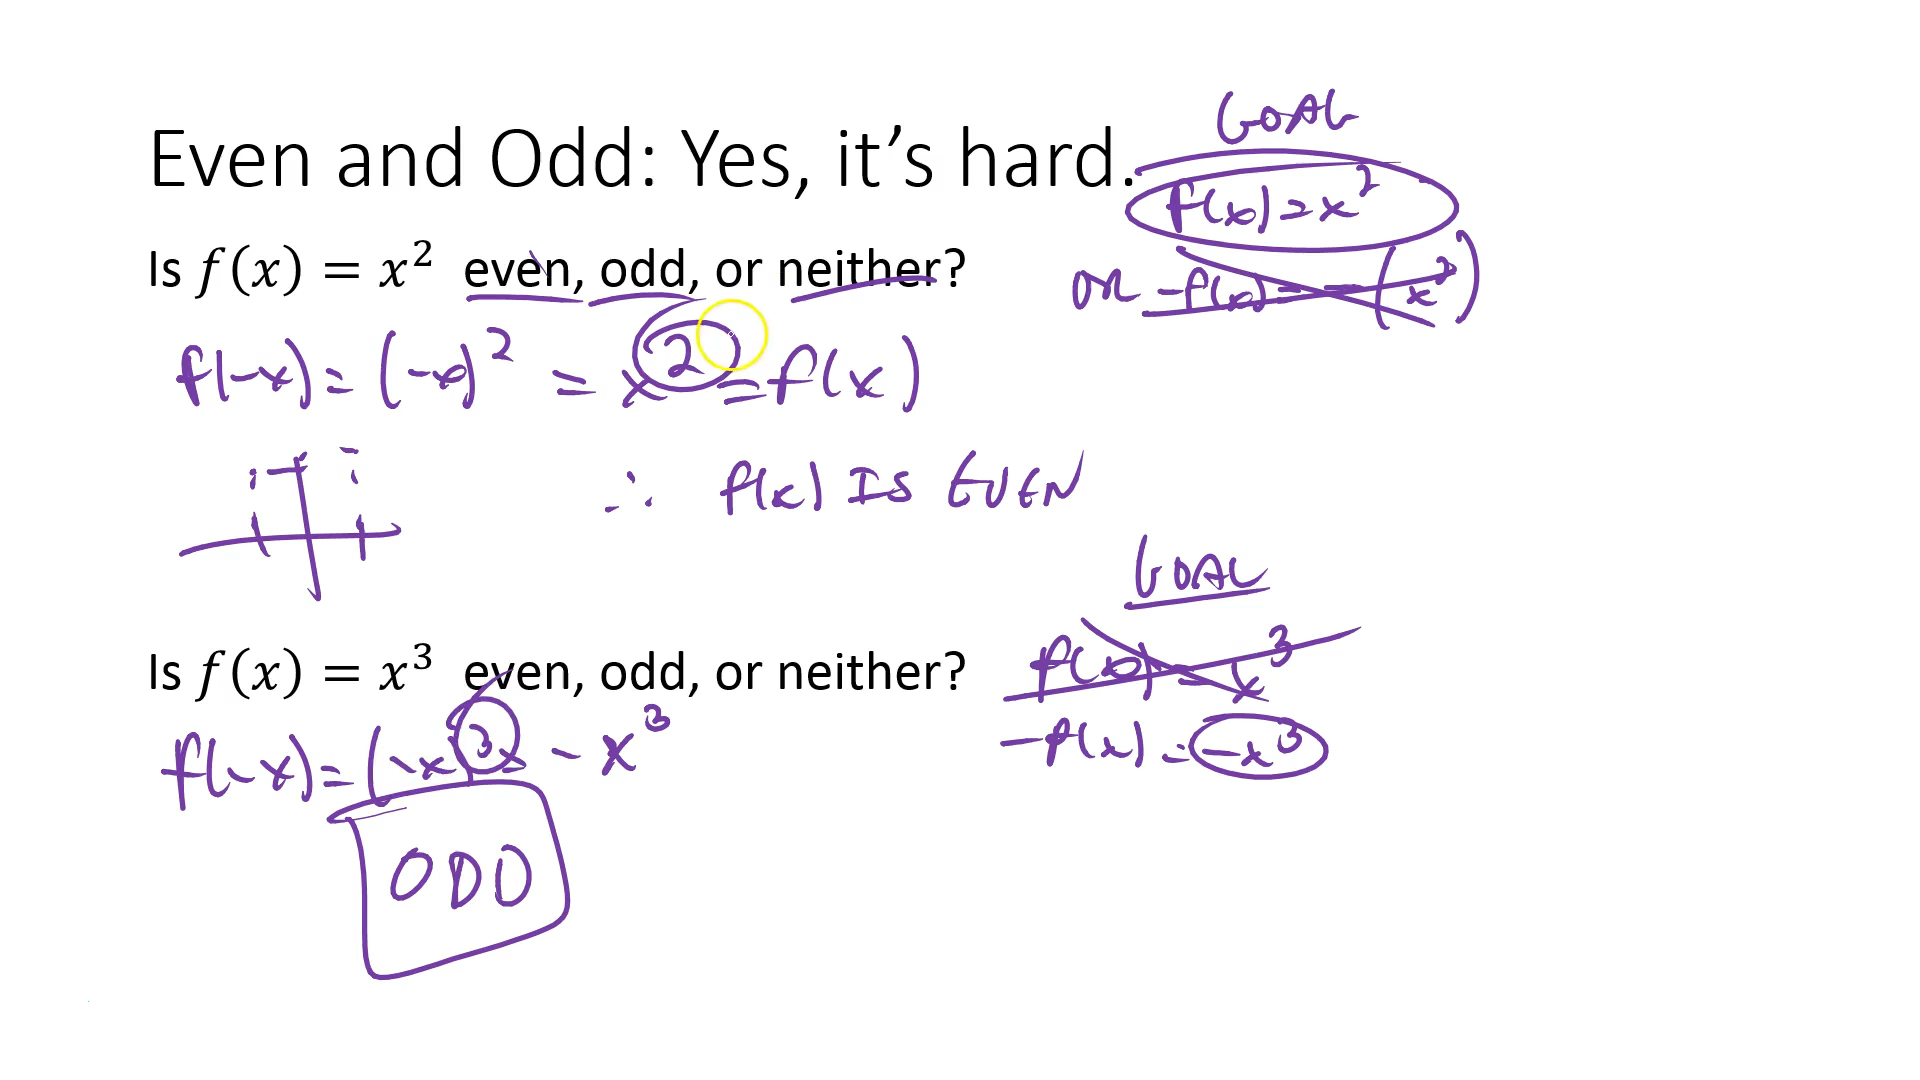 GOAL
Even and Odd: Yes, it's hard.
f(x)=x²
Is f(x) = x² even, odd, or neither?
OR -f(x)=-(x²)
f(-x)=(-x)²=x²=f(x)
∴ f(x) IS EVEN
GOAL
Is f(x) = x³ even, odd, or neither?
f(x)=x³
f(-x)=(-x)³=-x³
-f(x)=-x³
ODD